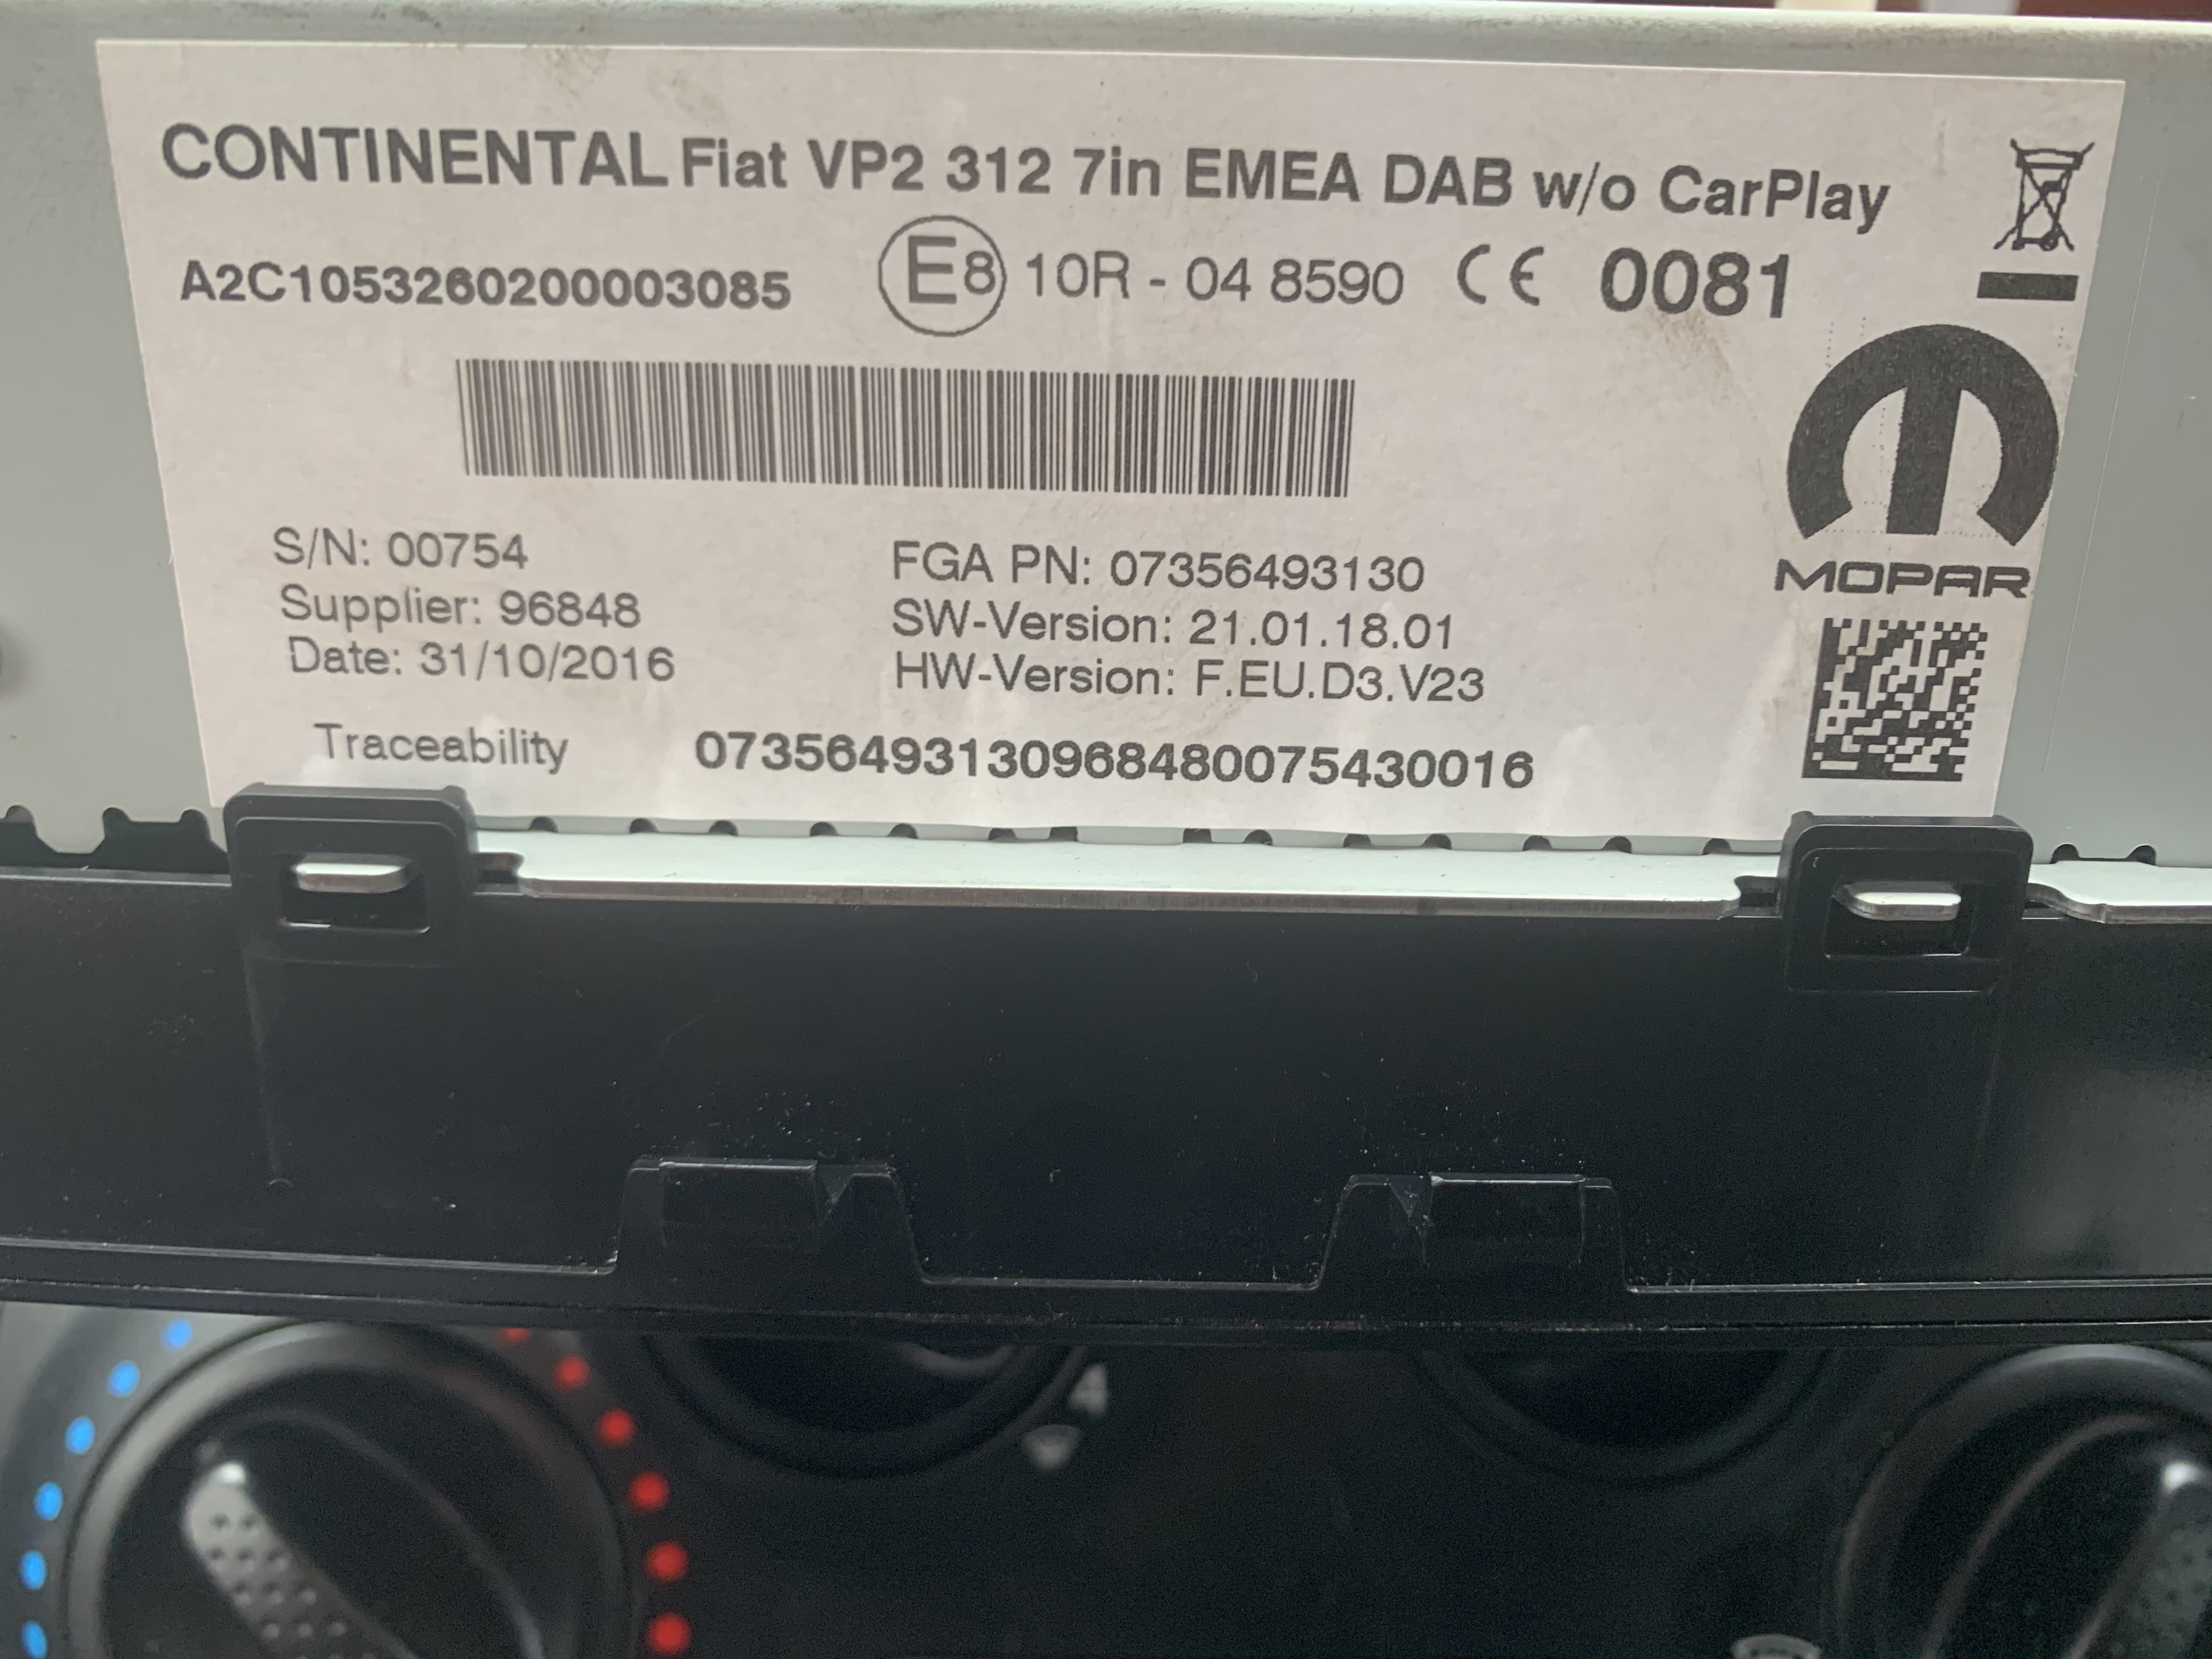 CONTINENTAL Fiat VP2 312 7in EMEA DAB w/o CarPlay
A2C1053260200003085 E8 10R - 04 8590 CE 0081
MOPAR
S/N: 00754
Supplier: 96848
Date: 31/10/2016
FGA PN: 07356493130
SW-Version: 21.01.18.01
HW-Version: F.EU.D3.V23
Traceability 07356493130968480075430016
4